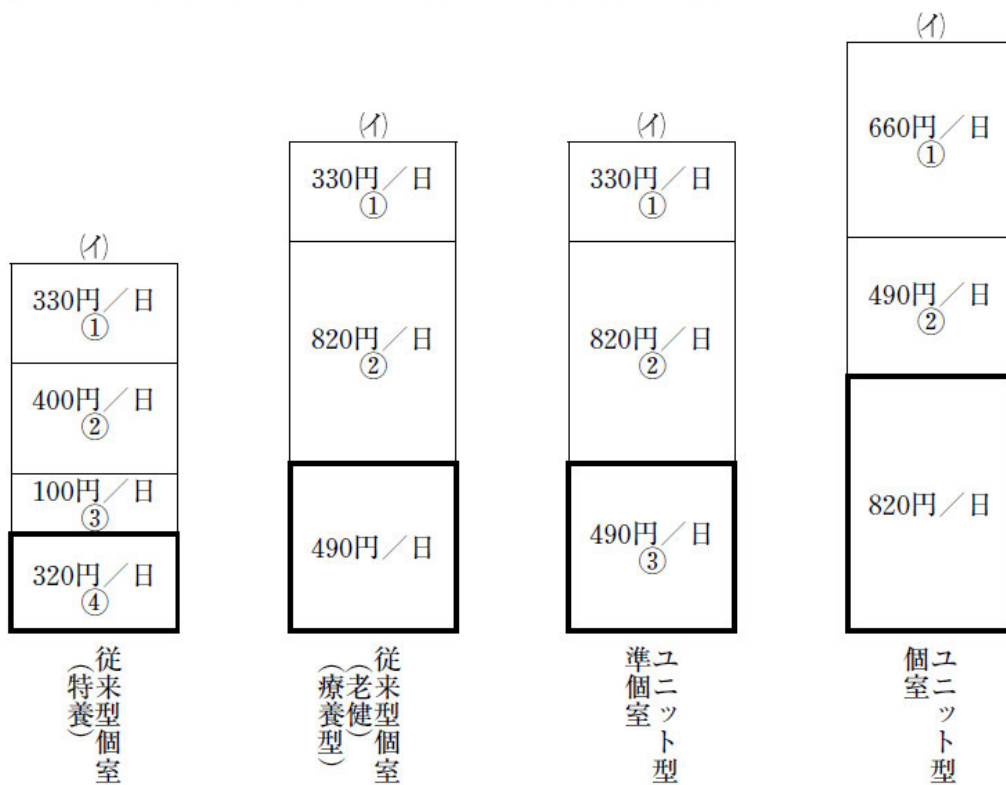 (イ)
330円／日
①
400円／日
②
100円／日
③
320円／日
④
従来型個室
(特養)
(イ)
330円／日
①
820円／日
②
490円／日
従来型個室
(老健)
(療養型)
(イ)
330円／日
①
820円／日
②
490円／日
③
ユニット型
準個室
(イ)
660円／日
①
490円／日
②
820円／日
ユニット型
個室